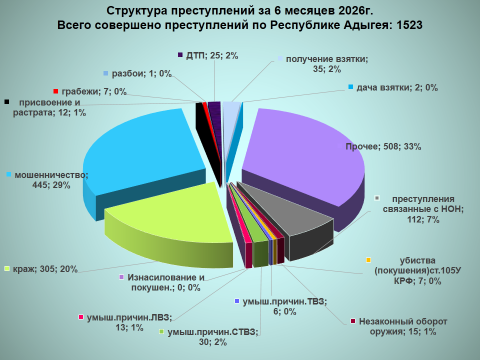 Структура преступлений за 6 месяцев 2026г.
Всего совершено преступлений по Республике Адыгея: 1523
ДТП; 25; 2%
получение взятки;
35; 2%
разбои; 1; 0%
дача взятки; 2; 0%
грабежи; 7; 0%
присвоение и
растрата; 12; 1%
Прочее; 508; 33%
мошенничество;
445; 29%
преступления
связанные с НОН;
112; 7%
краж; 305; 20%
убиства
(покушения)ст.105У
КРФ; 7; 0%
Изнасилование и
покушен.; 0; 0%
умыш.причин.ТВЗ;
6; 0%
умыш.причин.ЛВЗ;
13; 1%
Незаконный оборот
оружия; 15; 1%
умыш.причин.СТВЗ;
30; 2%